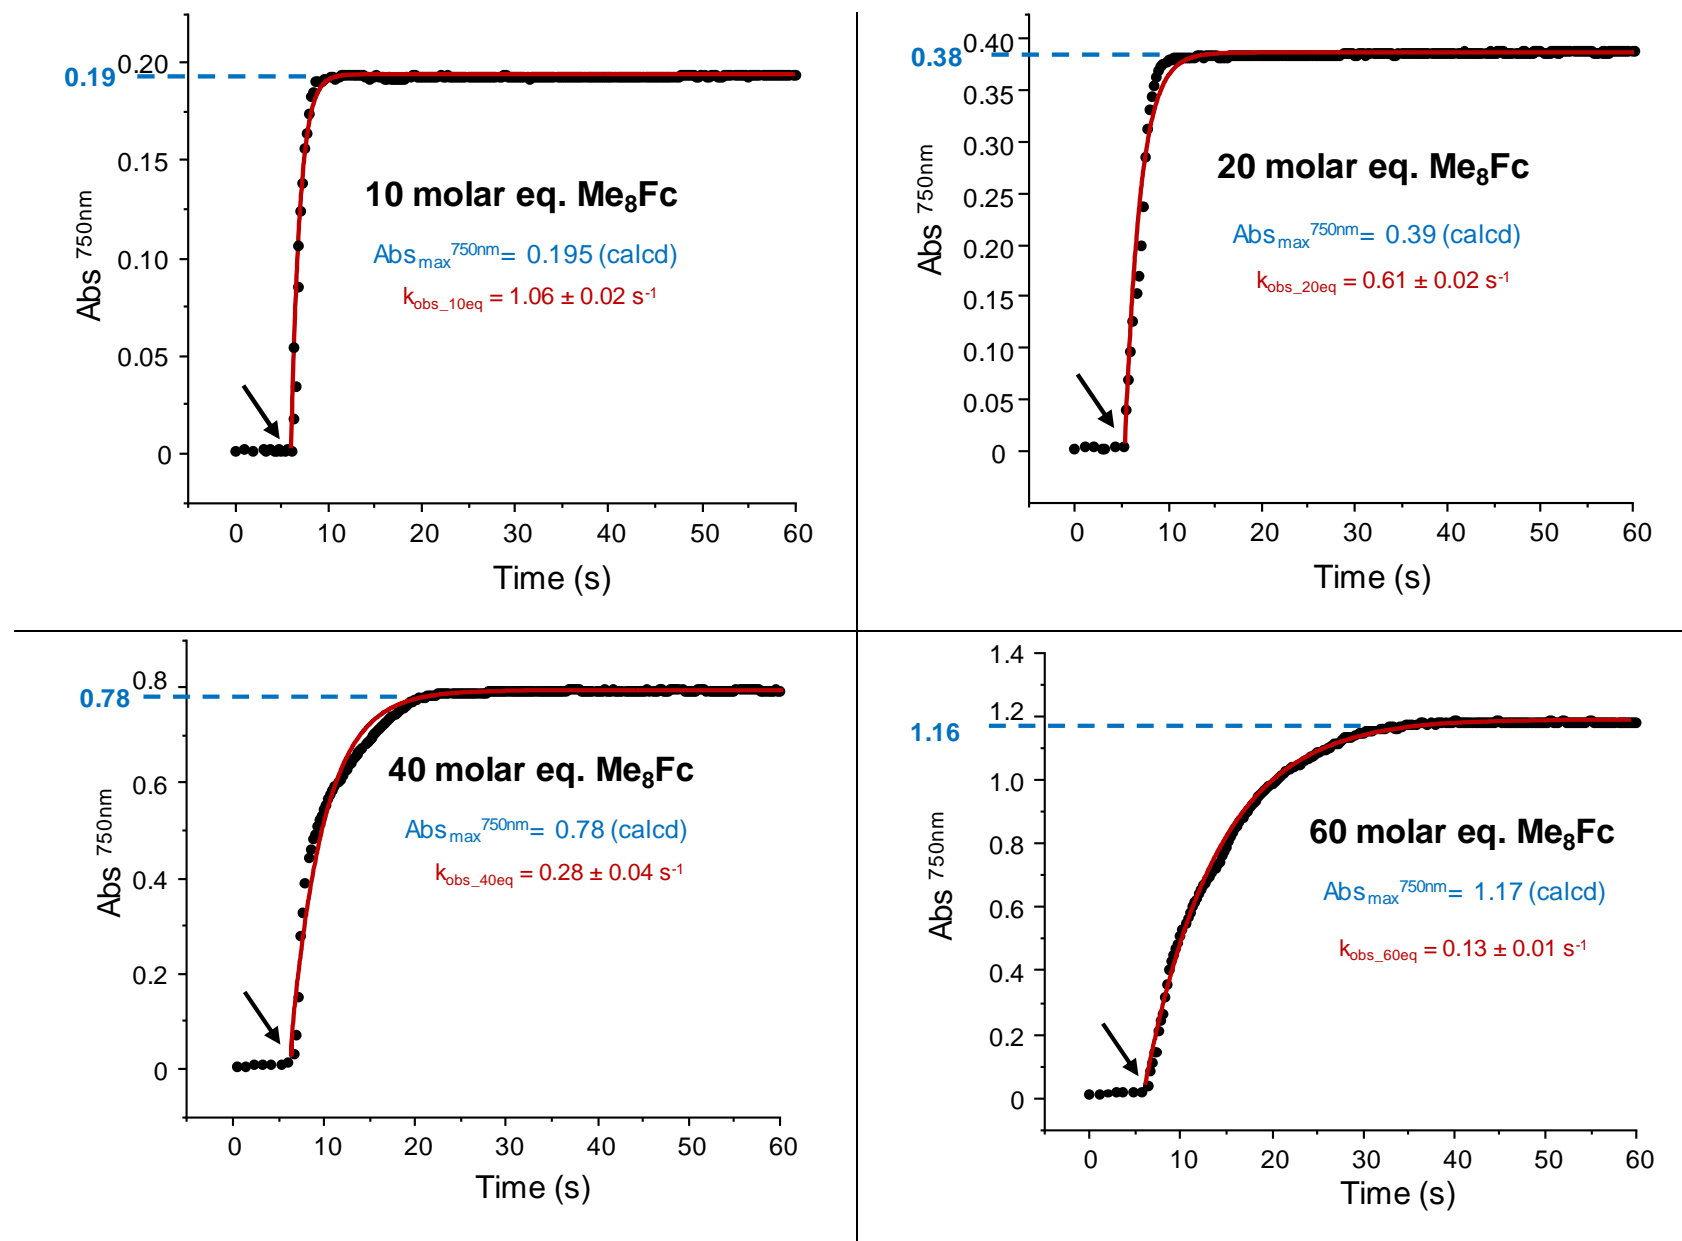 0.20
0.19
0.15
0.10
0.05
0
Abs 750nm
10 molar eq. Me8Fc
Absmax750nm= 0.195 (calcd)
kobs_10eq = 1.06 ± 0.02 s-1
0 10 20 30 40 50 60
Time (s)
0.40
0.38
0.35
0.30
0.25
0.20
0.15
0.10
0.05
0
Abs 750nm
20 molar eq. Me8Fc
Absmax750nm= 0.39 (calcd)
kobs_20eq = 0.61 ± 0.02 s-1
0 10 20 30 40 50 60
Time (s)
0.8
0.78
0.6
0.4
0.2
0
Abs 750nm
40 molar eq. Me8Fc
Absmax750nm= 0.78 (calcd)
kobs_40eq = 0.28 ± 0.04 s-1
0 10 20 30 40 50 60
Time (s)
1.4
1.2
1.16
1.0
0.8
0.6
0.4
0.2
0
Abs 750nm
60 molar eq. Me8Fc
Absmax750nm= 1.17 (calcd)
kobs_60eq = 0.13 ± 0.01 s-1
0 10 20 30 40 50 60
Time (s)